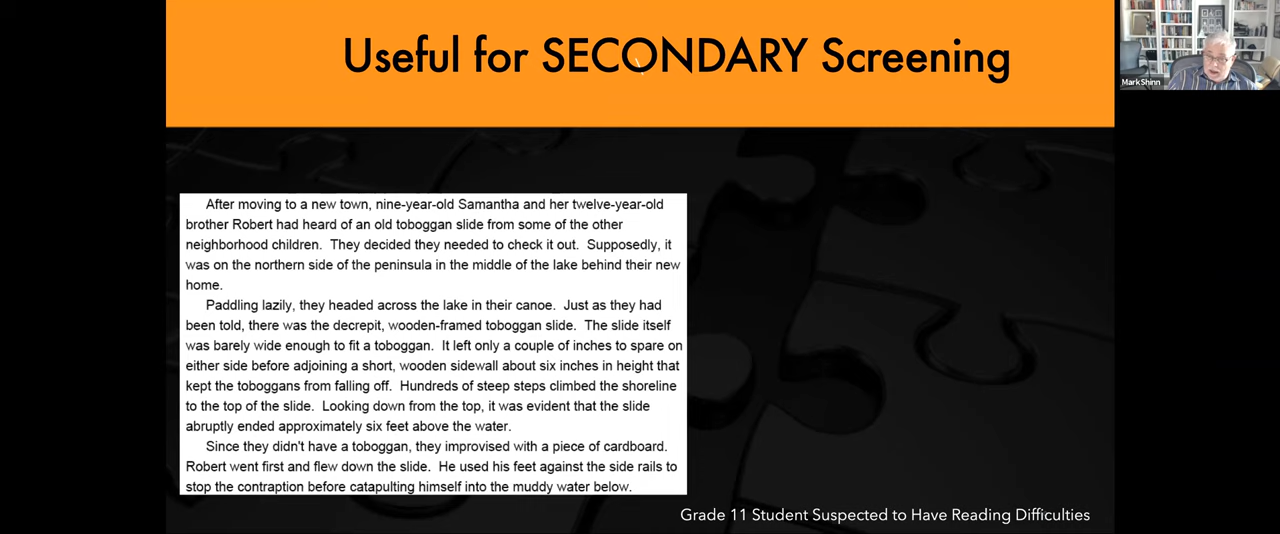 Useful for SECONDARY Screening
Mark Shinn
After moving to a new town, nine-year-old Samantha and her twelve-year-old
brother Robert had heard of an old toboggan slide from some of the other
neighborhood children.  They decided they needed to check it out.  Supposedly, it
was on the northern side of the peninsula in the middle of the lake behind their new
home.
Paddling lazily, they headed across the lake in their canoe.  Just as they had
been told, there was the decrepit, wooden-framed toboggan slide.  The slide itself
was barely wide enough to fit a toboggan.  It left only a couple of inches to spare on
either side before adjoining a short, wooden sidewall about six inches in height that
kept the toboggans from falling off.  Hundreds of steep steps climbed the shoreline
to the top of the slide.  Looking down from the top, it was evident that the slide
abruptly ended approximately six feet above the water.
Since they didn't have a toboggan, they improvised with a piece of cardboard.
Robert went first and flew down the slide.  He used his feet against the side rails to
stop the contraption before catapulting himself into the muddy water below.
Grade 11 Student Suspected to Have Reading Difficulties